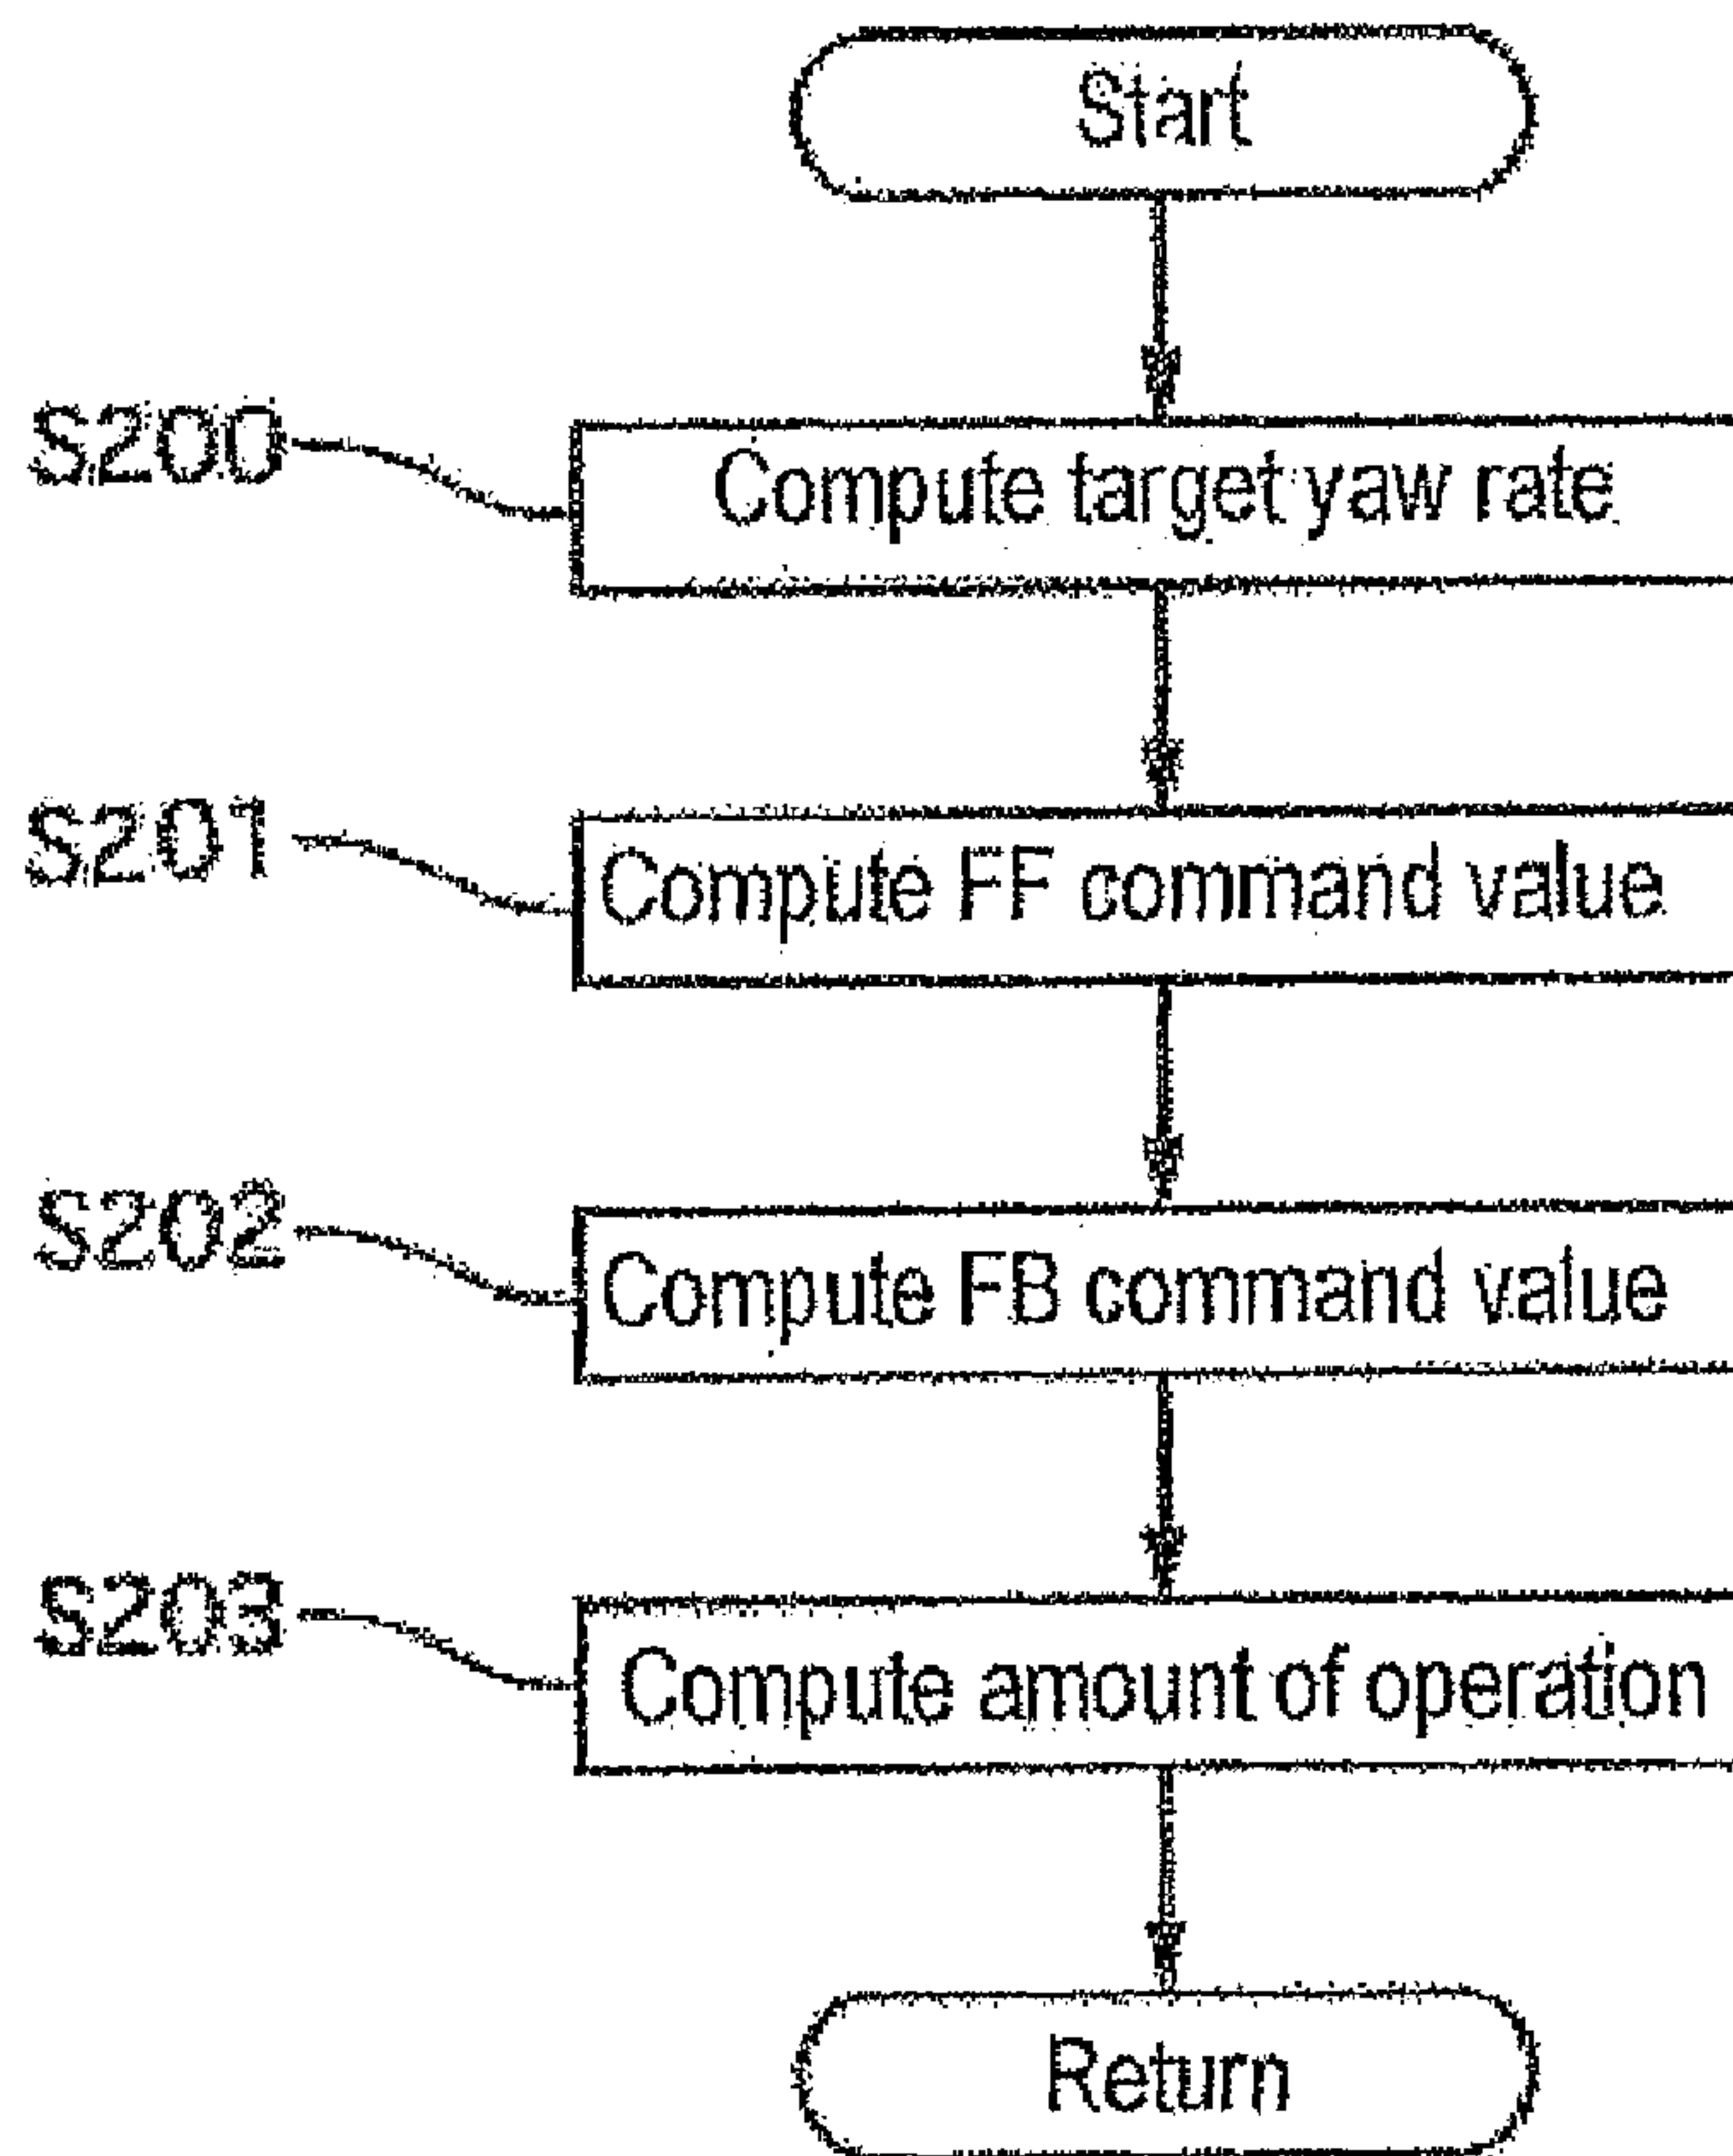 Start
S200
Compute target yaw rate
S201
Compute FF command value
S202
Compute FB command value
S203
Compute amount of operation
Return